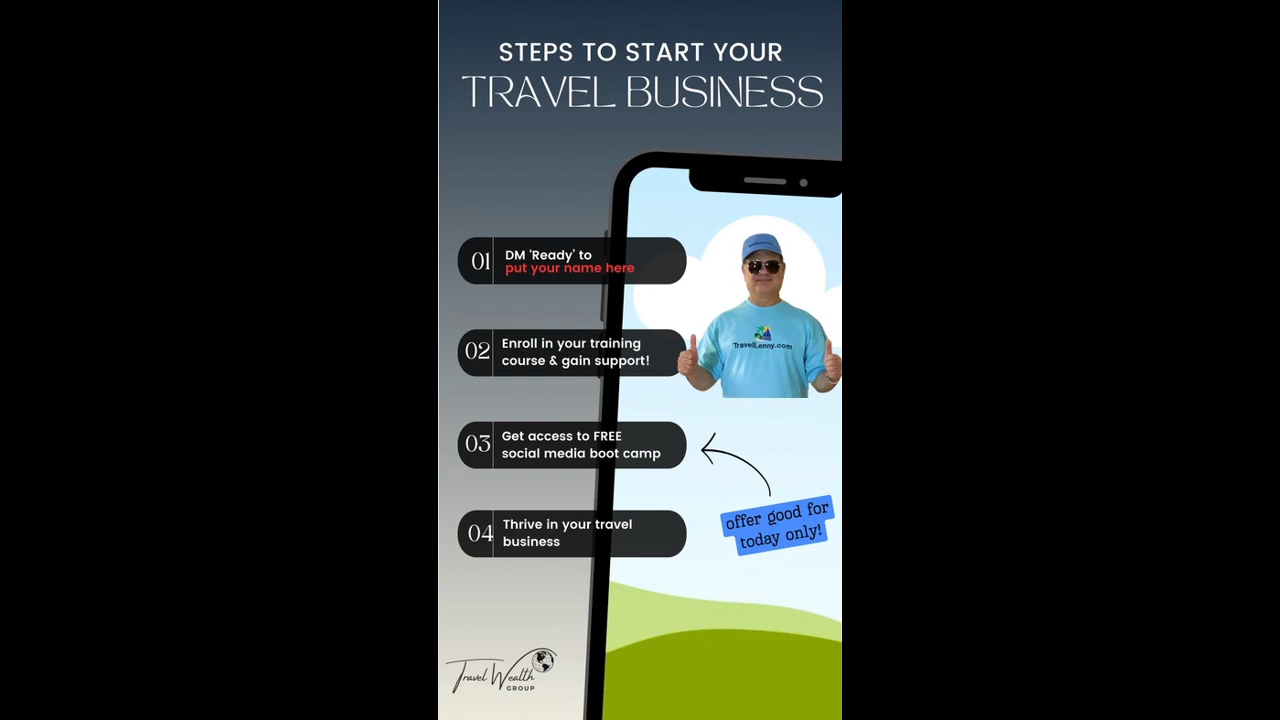 STEPS TO START YOUR
TRAVEL BUSINESS
01
DM ‘Ready’ to
put your name here
TravelLenny.com
02
Enroll in your training
course & gain support!
03
Get access to FREE
social media boot camp
offer good for
today only!
04
Thrive in your travel
business
Travel Wealth
GROUP